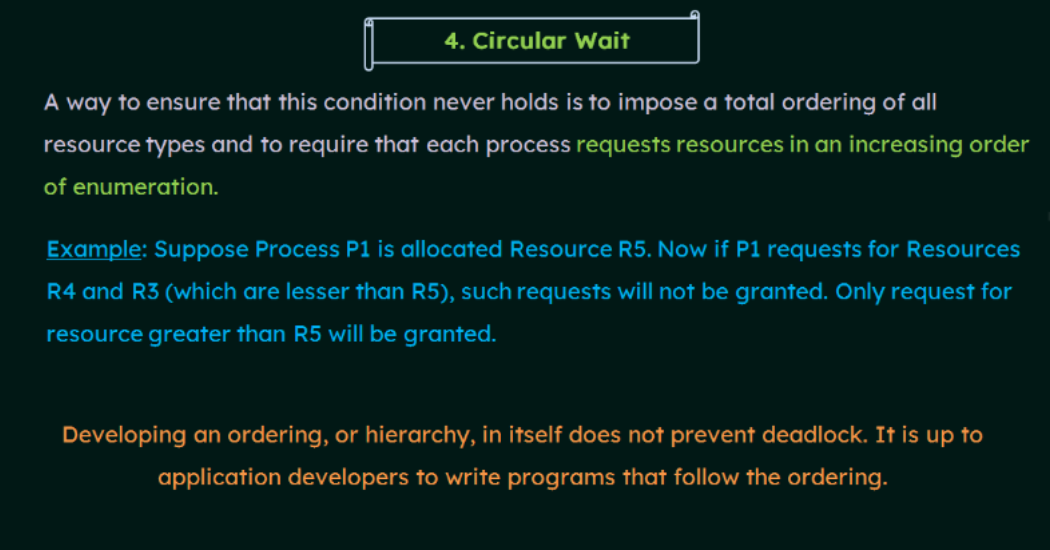 4. Circular Wait
A way to ensure that this condition never holds is to impose a total ordering of all
resource types and to require that each process requests resources in an increasing order
of enumeration.
Example: Suppose Process P1 is allocated Resource R5. Now if P1 requests for Resources
R4 and R3 (which are lesser than R5), such requests will not be granted. Only request for
resource greater than R5 will be granted.
Developing an ordering, or hierarchy, in itself does not prevent deadlock. It is up to
application developers to write programs that follow the ordering.